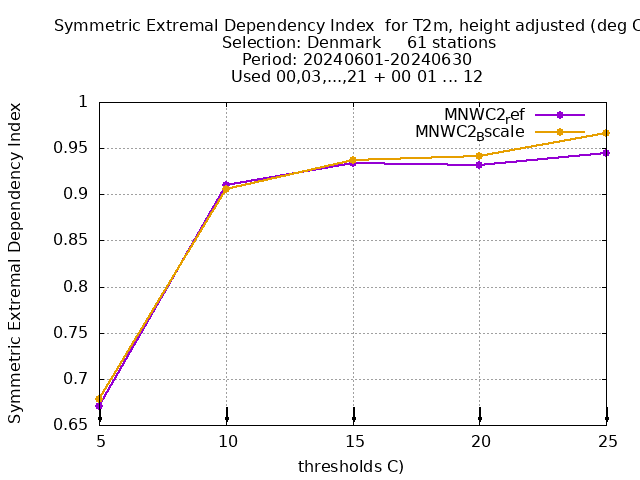 Symmetric Extremal Dependency Index for T2m, height adjusted (deg C
Selection: Denmark 61 stations
Period: 20240601-20240630
Used 00,03,...,21 + 00 01 ... 12
MNWC2ref
MNWC2Bscale
Symmetric Extremal Dependency Index
1
0.95
0.9
0.85
0.8
0.75
0.7
0.65
5 10 15 20 25
thresholds C)